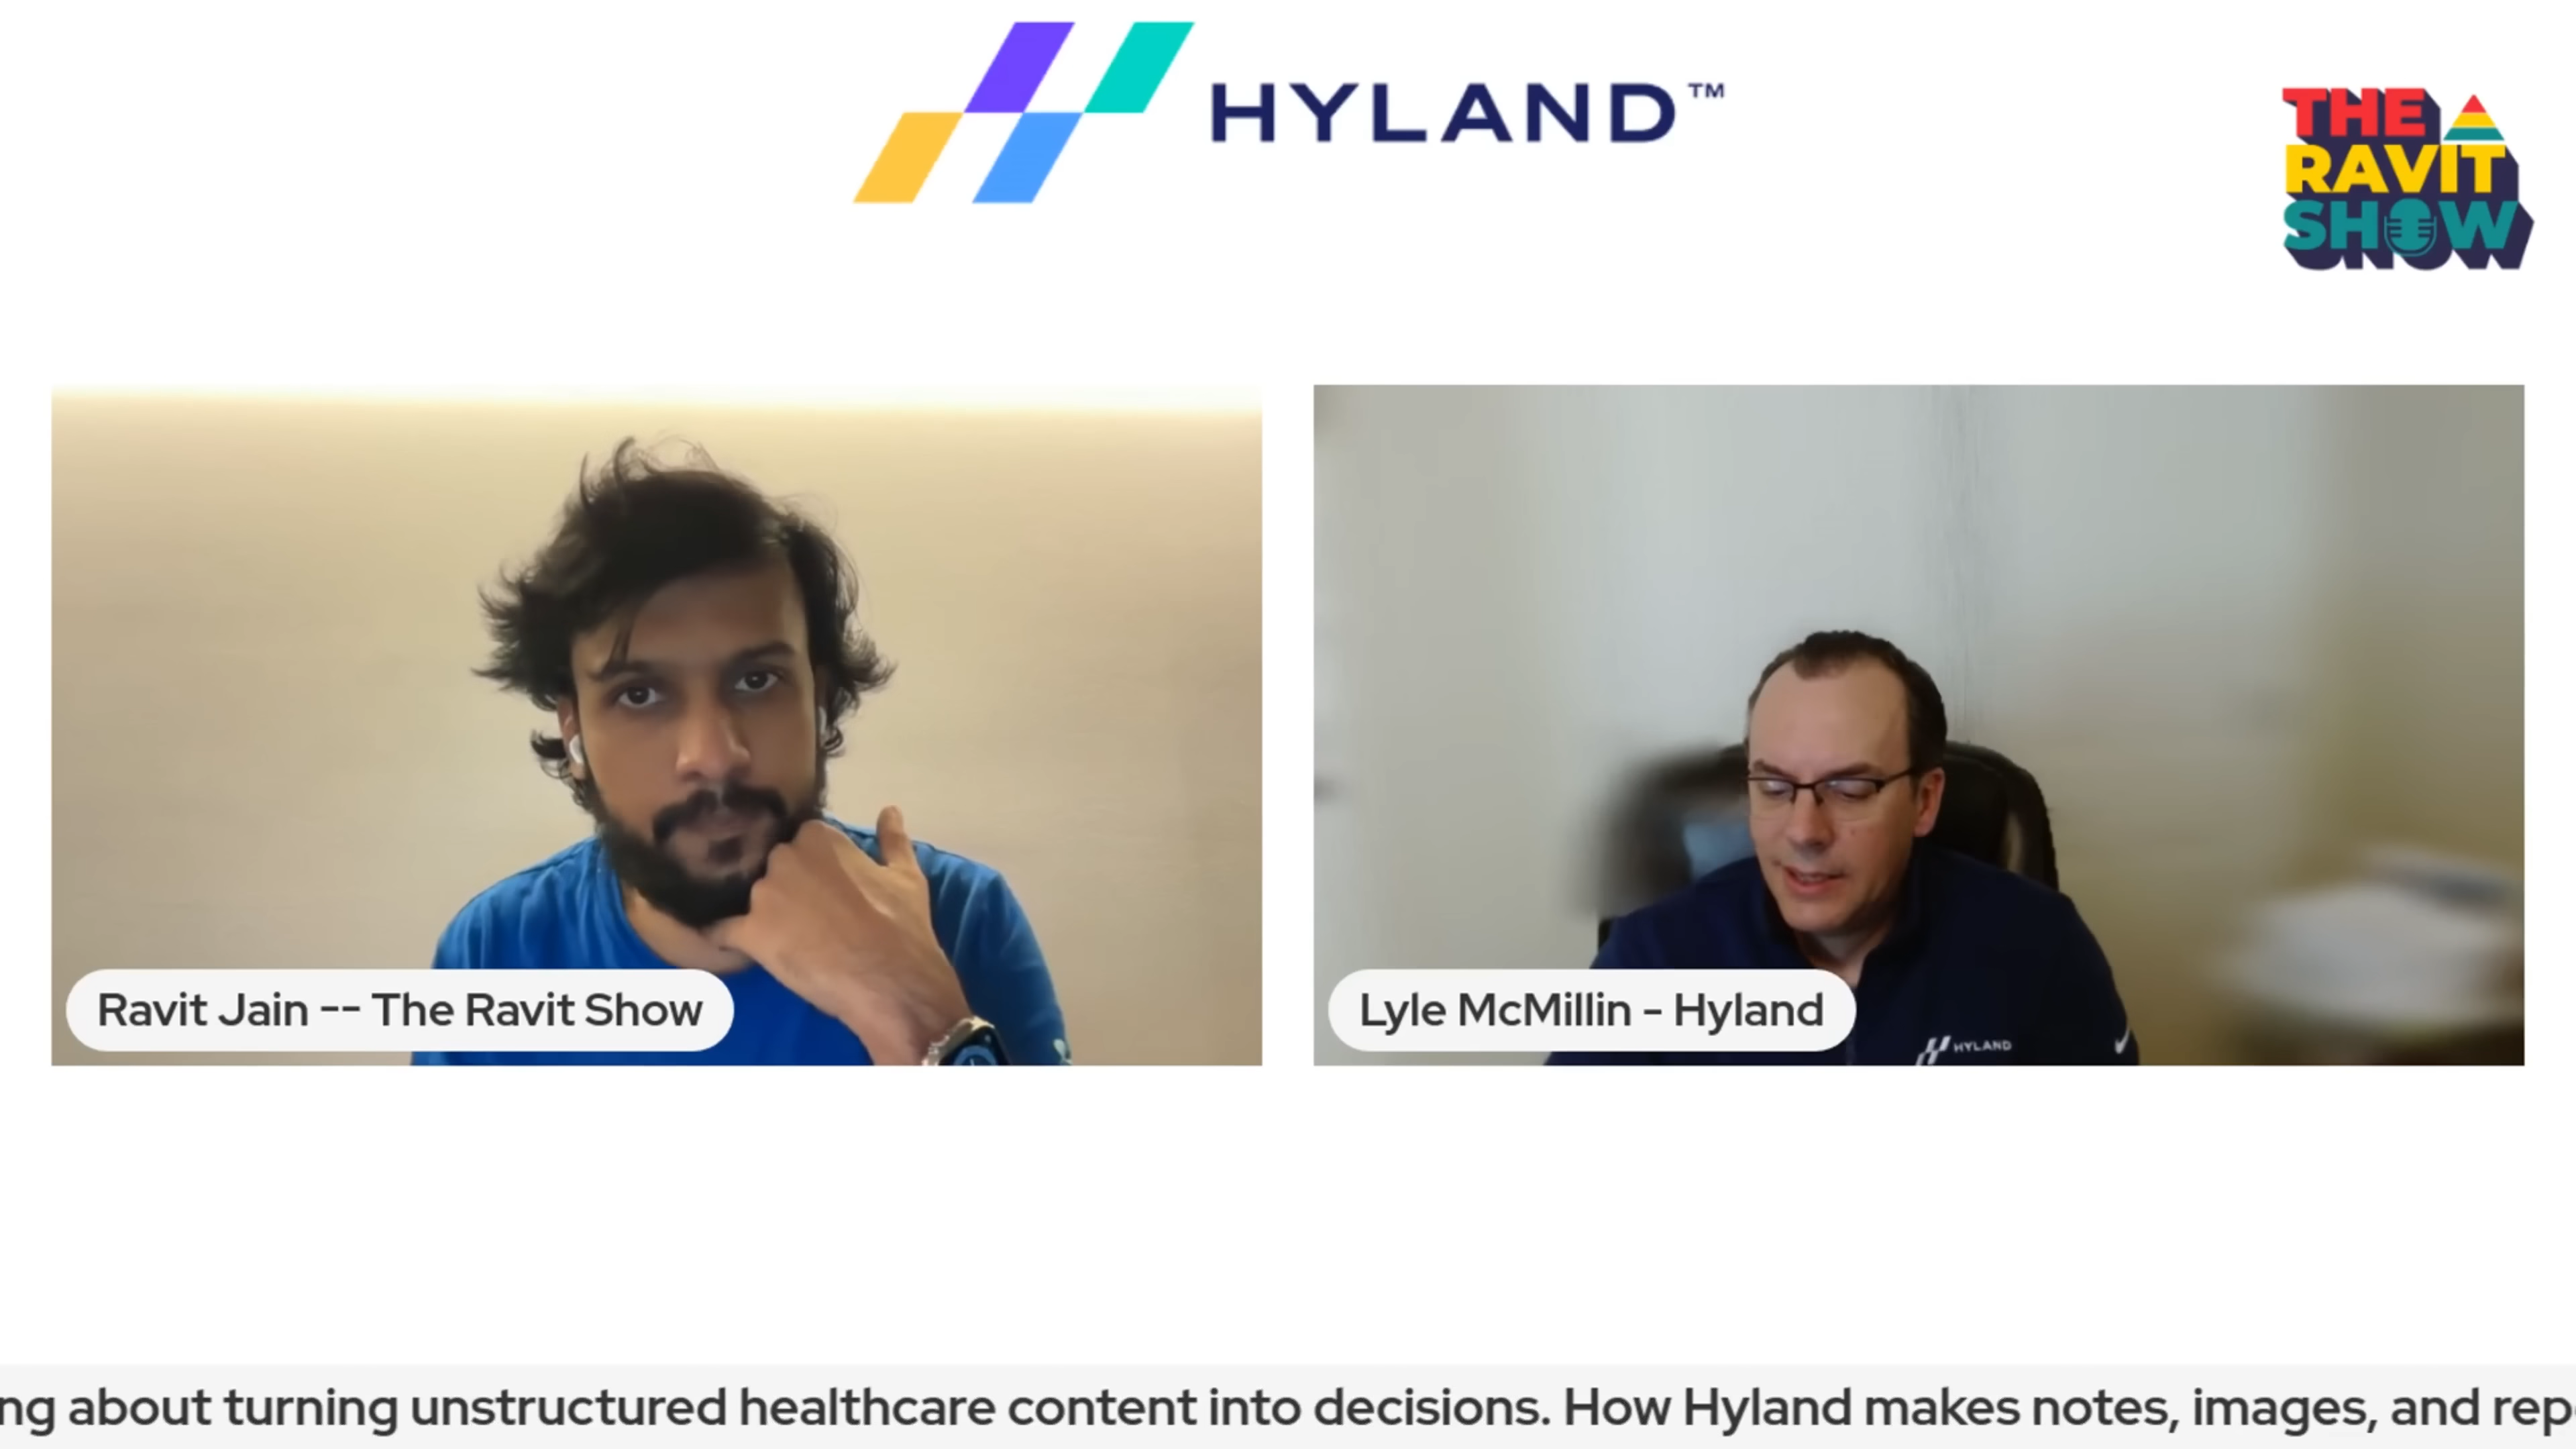 HYLAND™
THE
RAVIT
SHOW
Ravit Jain -- The Ravit Show
Lyle McMillin - Hyland
HYLAND
ng about turning unstructured healthcare content into decisions. How Hyland makes notes, images, and rep